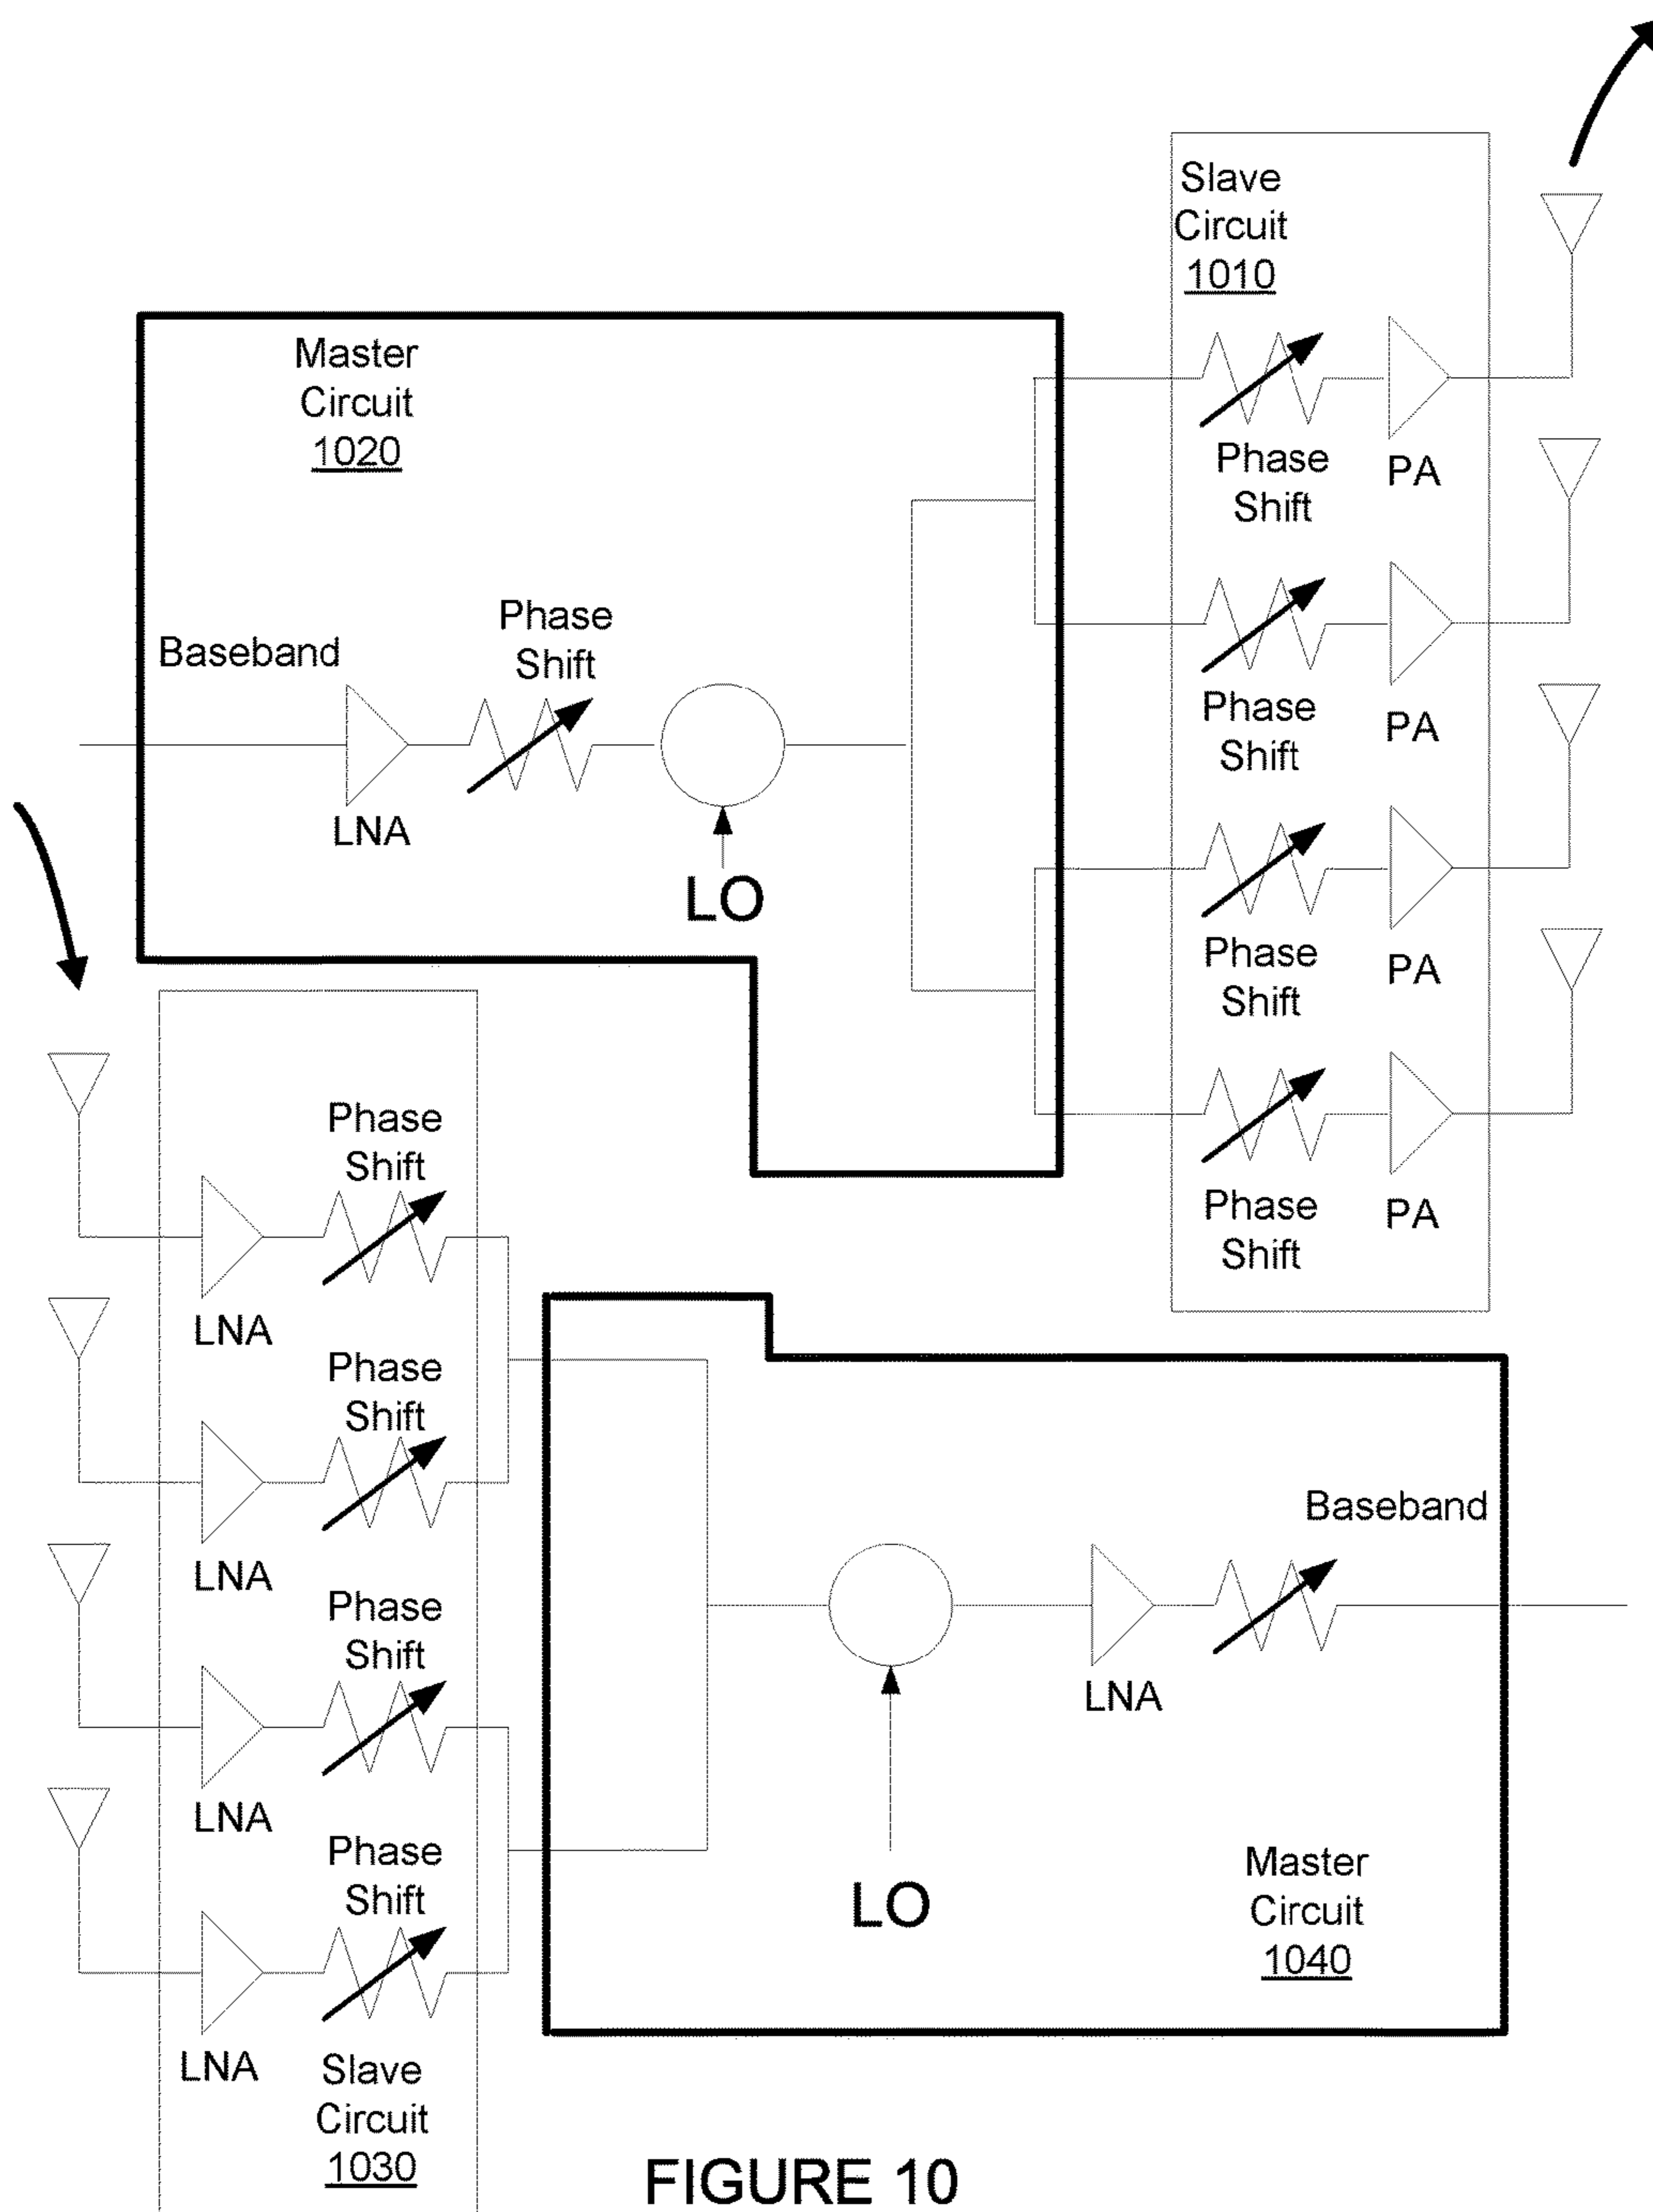 Slave
Circuit
1010
Master
Circuit
1020
Phase
Shift
PA
Baseband
Phase
Shift
LNA
LO
Phase
Shift
PA
Phase
Shift
PA
Phase
Shift
PA
Phase
Shift
LNA
Phase
Shift
LNA
Phase
Shift
LNA
Phase
Shift
LNA
Slave
Circuit
1030
Baseband
LNA
LO
Master
Circuit
1040
FIGURE 10